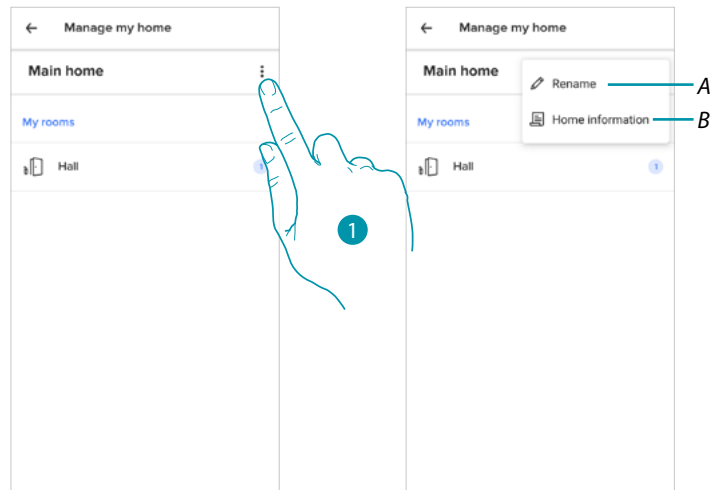 ← Manage my home
Main home
My rooms
Hall
1
1
← Manage my home
Main home
Rename
A
Home information
B
My rooms
Hall
1